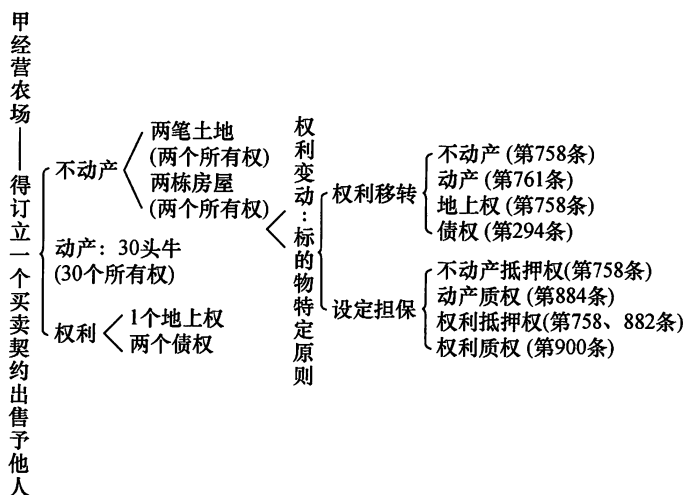 甲经营农场——得订立一个买卖契约出售予他人
不动产
两笔土地
(两个所有权)
两栋房屋
(两个所有权)
动产：30头牛
(30个所有权)
权利
1个地上权
两个债权
权利变动：标的物特定原则
权利移转
不动产 (第758条)
动产 (第761条)
地上权 (第758条)
债权 (第294条)
设定担保
不动产抵押权(第758条)
动产质权 (第884条)
权利抵押权(第758、882条)
权利质权 (第900条)